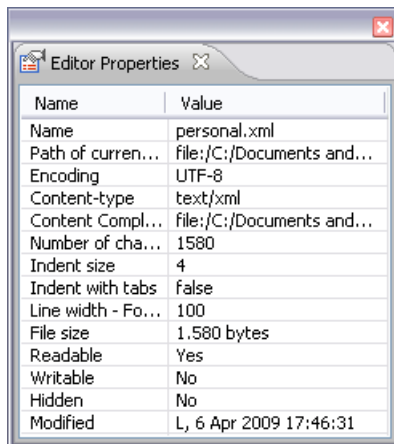 Editor Properties
Name Value
Name personal.xml
Path of curren... file:/C:/Documents and...
Encoding UTF-8
Content-type text/xml
Content Compl... file:/C:/Documents and...
Number of cha... 1580
Indent size 4
Indent with tabs false
Line width - Fo... 100
File size 1.580 bytes
Readable Yes
Writable No
Hidden No
Modified L, 6 Apr 2009 17:46:31